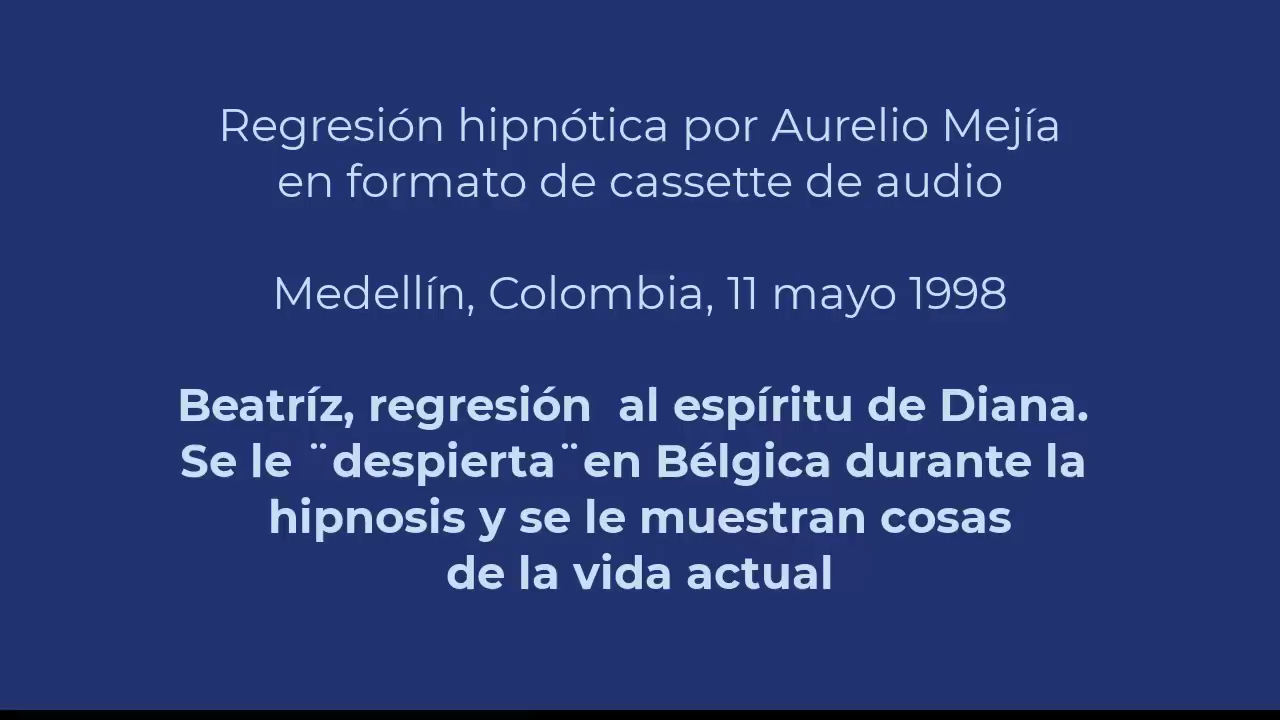 Regresión hipnótica por Aurelio Mejía
en formato de cassette de audio
Medellín, Colombia, 11 mayo 1998
Beatríz, regresión  al espíritu de Diana.
Se le ¨despierta¨en Bélgica durante la
hipnosis y se le muestran cosas
de la vida actual